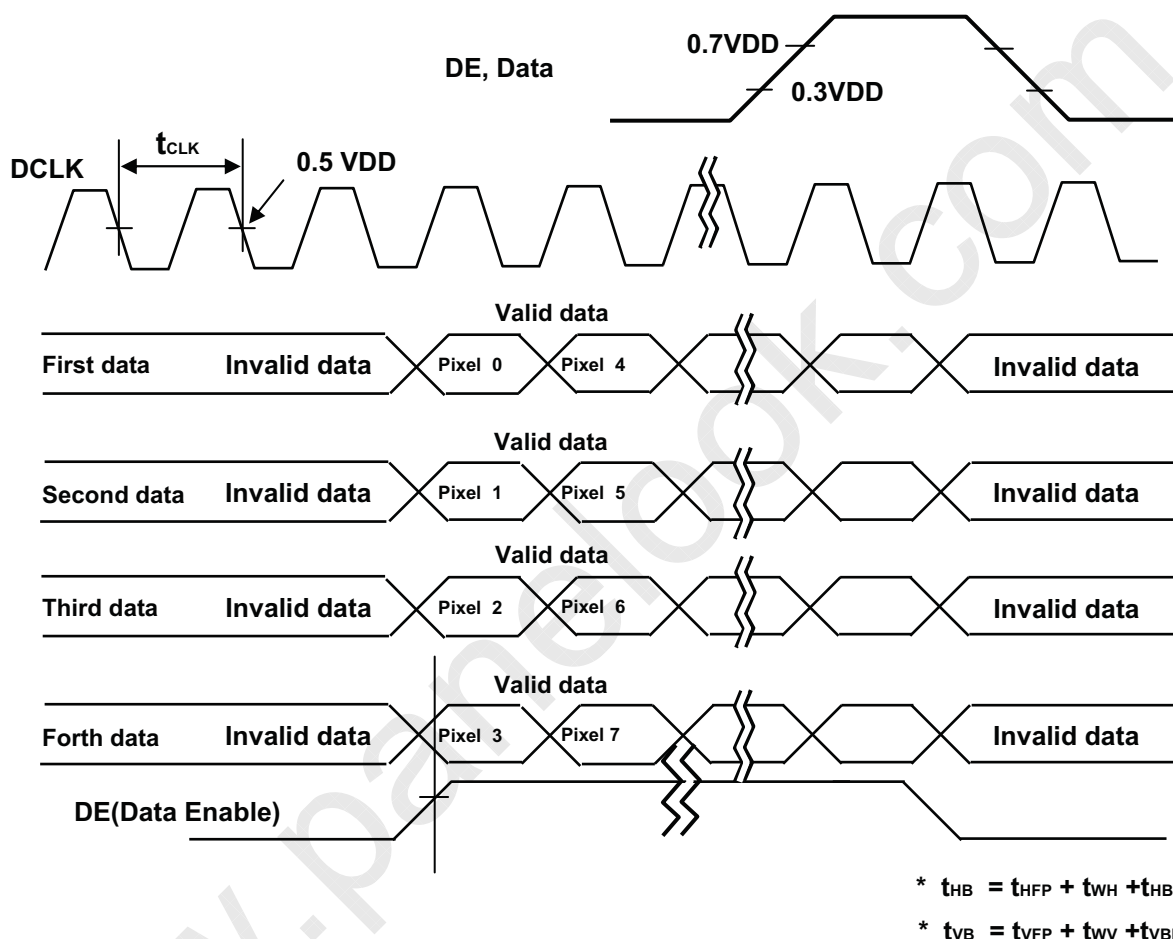 0.7VDD
DE, Data
0.3VDD
tCLK
DCLK
0.5 VDD
Valid data
First data Invalid data Pixel 0 Pixel 4 Invalid data
Valid data
Second data Invalid data Pixel 1 Pixel 5 Invalid data
Valid data
Third data Invalid data Pixel 2 Pixel 6 Invalid data
Valid data
Forth data Invalid data Pixel 3 Pixel 7 Invalid data
DE(Data Enable)
* tHB = tHFP + tWH +tHB
* tVB = tVFP + tWV +tVB
.panelook.com